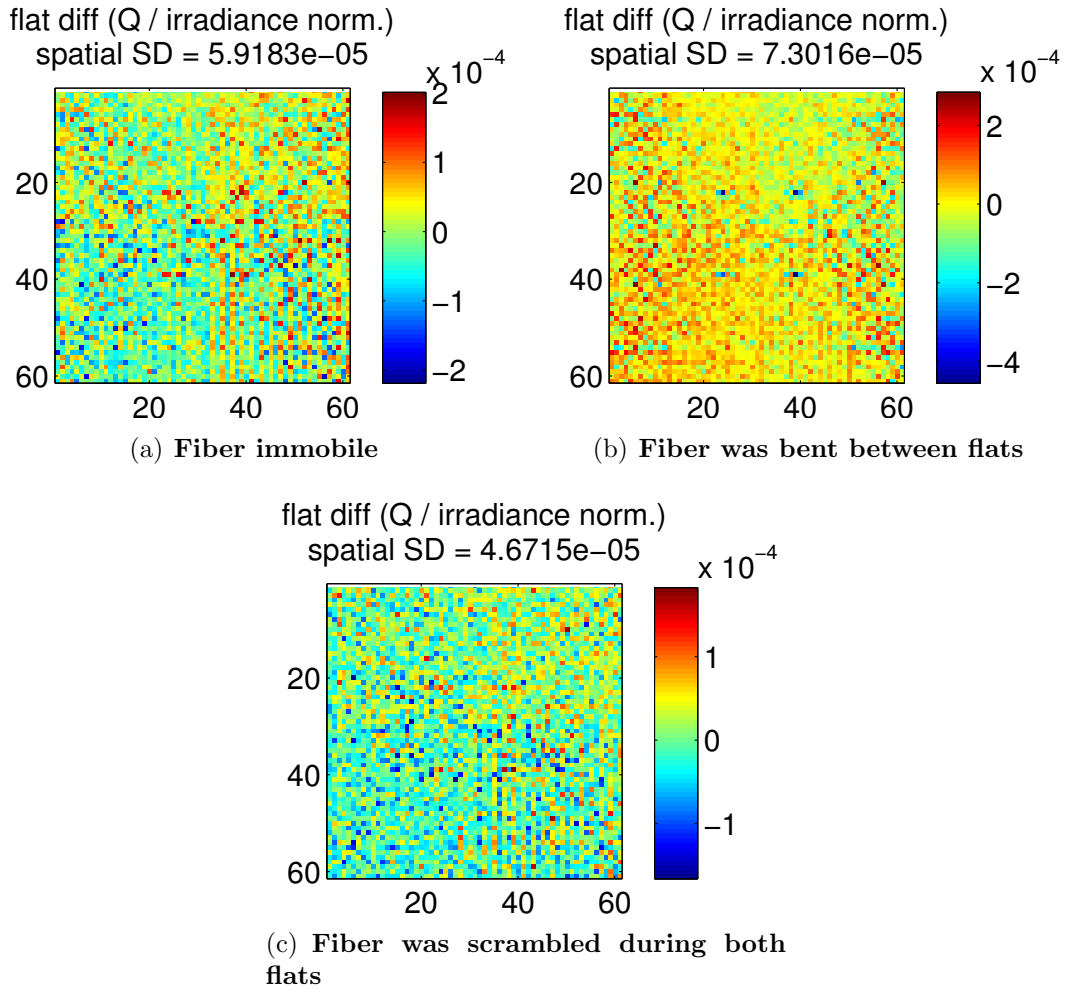 flat diff (Q / irradiance norm.)
spatial SD = 5.9183e−05
x 10−4
2
1
0
−1
−2
20
40
60
20 40 60
(a) Fiber immobile
flat diff (Q / irradiance norm.)
spatial SD = 7.3016e−05
x 10−4
2
0
−2
−4
20
40
60
20 40 60
(b) Fiber was bent between flats
flat diff (Q / irradiance norm.)
spatial SD = 4.6715e−05
x 10−4
1
0
−1
20
40
60
20 40 60
(c) Fiber was scrambled during both
flats